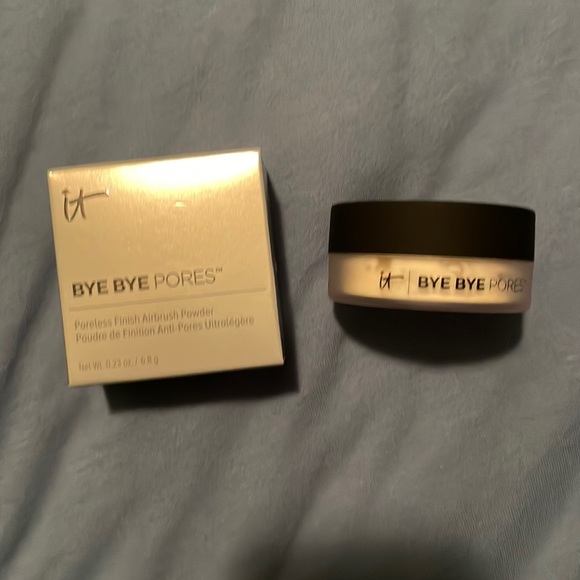 it
BYE BYE PORES™
Poreless Finish Airbrush Powder
Poudre de Finition Anti-Pores Ultralégère
Net Wt. 0.23 oz. / 6.8 g
it | BYE BYE PORES™